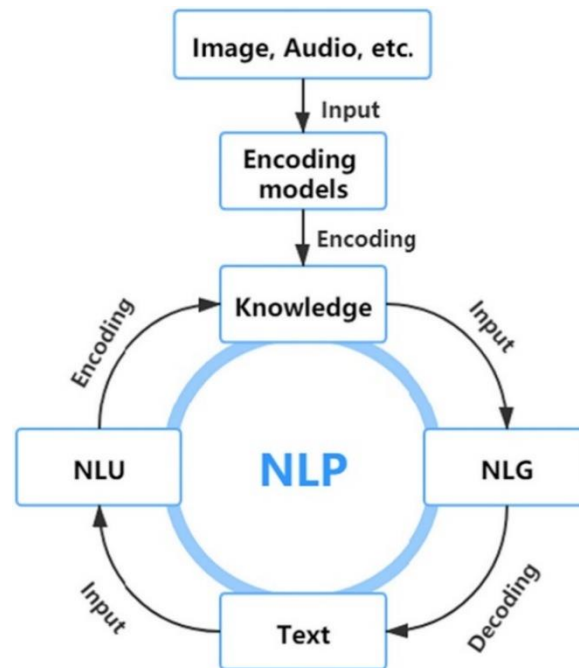 Image, Audio, etc.
Input
Encoding
models
Encoding
Knowledge
Encoding
Input
NLU
NLP
NLG
Input
Text
Decoding